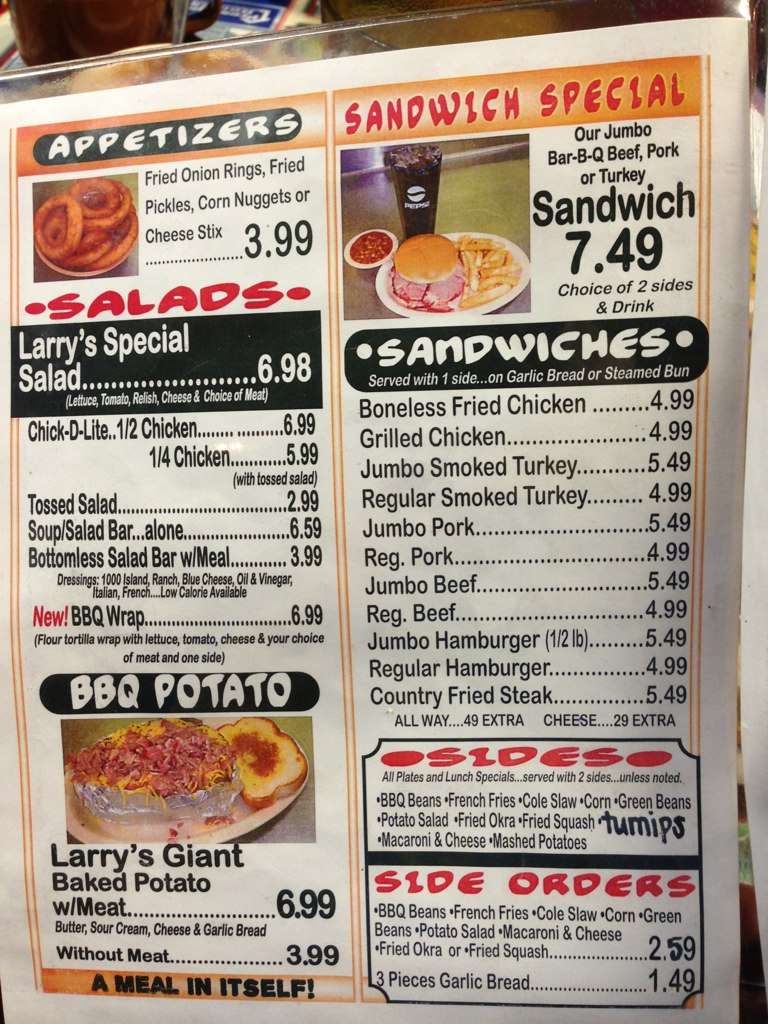 APPETIZERS
Fried Onion Rings, Fried
Pickles, Corn Nuggets or
Cheese Stix
......................3.99
•SALADS•
Larry's Special
Salad........................6.98
(Lettuce, Tomato, Relish, Cheese & Choice of Meat)
Chick-D-Lite..1/2 Chicken..............6.99
1/4 Chicken..........5.99
(with tossed salad)
Tossed Salad............................2.99
Soup/Salad Bar...alone...................6.59
Bottomless Salad Bar w/Meal.......... 3.99
Dressings: 1000 Island, Ranch, Blue Cheese, Oil & Vinegar,
Italian, French....Low Calorie Available
New! BBQ Wrap.........................6.99
(Flour tortilla wrap with lettuce, tomato, cheese & your choice
of meat and one side)
BBQ POTATO
Larry's Giant
Baked Potato
w/Meat....................6.99
Butter, Sour Cream, Cheese & Garlic Bread
Without Meat................. 3.99
A MEAL IN ITSELF!
SANDWICH SPECIAL
PEPSI
Our Jumbo
Bar-B-Q Beef, Pork
or Turkey
Sandwich
7.49
Choice of 2 sides
& Drink
•SANDWICHES•
Served with 1 side...on Garlic Bread or Steamed Bun
Boneless Fried Chicken .........4.99
Grilled Chicken...................... 4.99
Jumbo Smoked Turkey...........5.49
Regular Smoked Turkey......... 4.99
Jumbo Pork...........................5.49
Reg. Pork..............................4.99
Jumbo Beef...........................5.49
Reg. Beef..............................4.99
Jumbo Hamburger (1/2 lb)........5.49
Regular Hamburger................4.99
Country Fried Steak...............5.49
ALL WAY....49 EXTRA CHEESE....29 EXTRA
•SIDES•
All Plates and Lunch Specials...served with 2 sides...unless noted.
•BBQ Beans •French Fries •Cole Slaw •Corn •Green Beans
•Potato Salad •Fried Okra •Fried Squash •turnips
•Macaroni & Cheese •Mashed Potatoes
SIDE ORDERS
•BBQ Beans •French Fries •Cole Slaw •Corn •Green
Beans •Potato Salad •Macaroni & Cheese
•Fried Okra or •Fried Squash................2.59
3 Pieces Garlic Bread.......................1.49